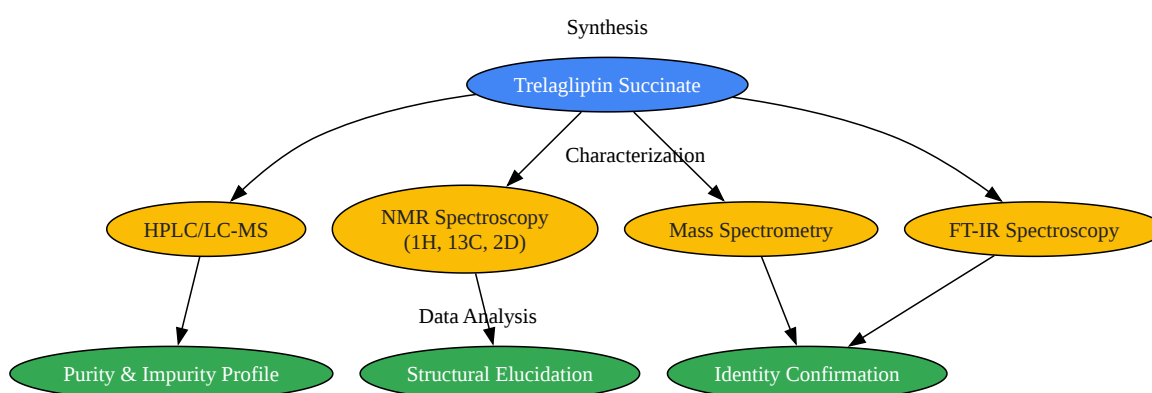 Synthesis
Trelagliptin Succinate
Characterization
HPLC/LC-MS
NMR Spectroscopy
(1H, 13C, 2D)
Mass Spectrometry
FT-IR Spectroscopy
Data Analysis
Purity & Impurity Profile
Structural Elucidation
Identity Confirmation